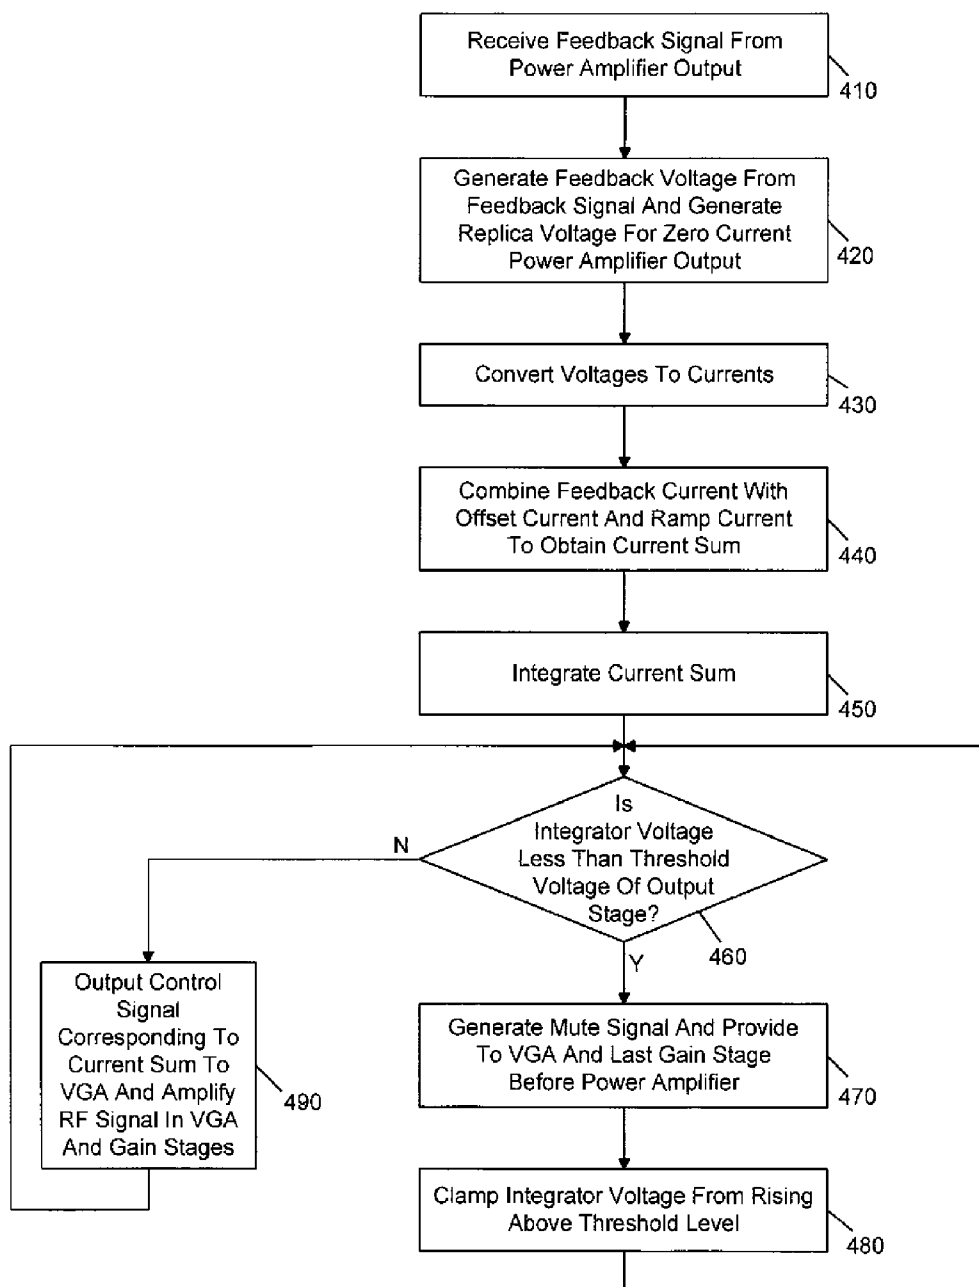 Receive Feedback Signal From
Power Amplifier Output
410
Generate Feedback Voltage From
Feedback Signal And Generate
Replica Voltage For Zero Current
Power Amplifier Output
420
Convert Voltages To Currents
430
Combine Feedback Current With
Offset Current And Ramp Current
To Obtain Current Sum
440
Integrate Current Sum
450
Is
Integrator Voltage
Less Than Threshold
Voltage Of Output
Stage?
460
N
Y
Output Control
Signal
Corresponding To
Current Sum To
VGA And Amplify
RF Signal In VGA
And Gain Stages
490
Generate Mute Signal And Provide
To VGA And Last Gain Stage
Before Power Amplifier
470
Clamp Integrator Voltage From Rising
Above Threshold Level
480